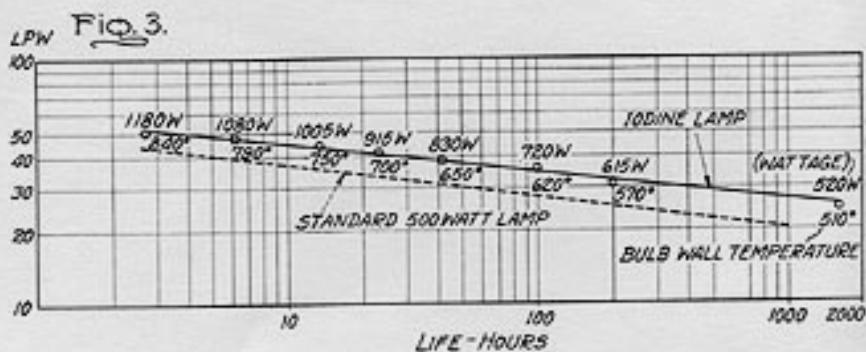 Fig. 3.
LPW
100
50
40
30
20
10
1180W 1080W 1005W 915W 830W 720W 615W 520W
840° 780° 750° 700° 650° 620° 570° 510°
IODINE LAMP
(WATTAGE)
STANDARD 500 WATT LAMP
BULB WALL TEMPERATURE
10 100 1000 2000
LIFE-HOURS